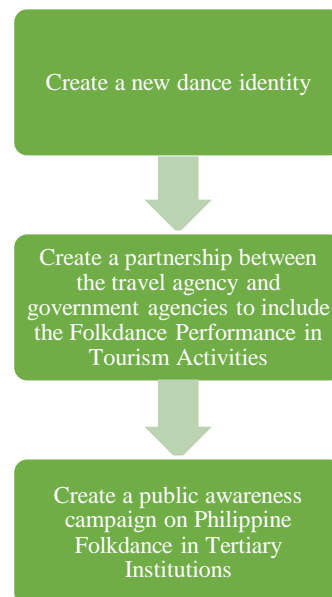 Create a new dance identity
Create a partnership between
the travel agency and
government agencies to include
the Folkdance Performance in
Tourism Activities
Create a public awareness
campaign on Philippine
Folkdance in Tertiary
Institutions